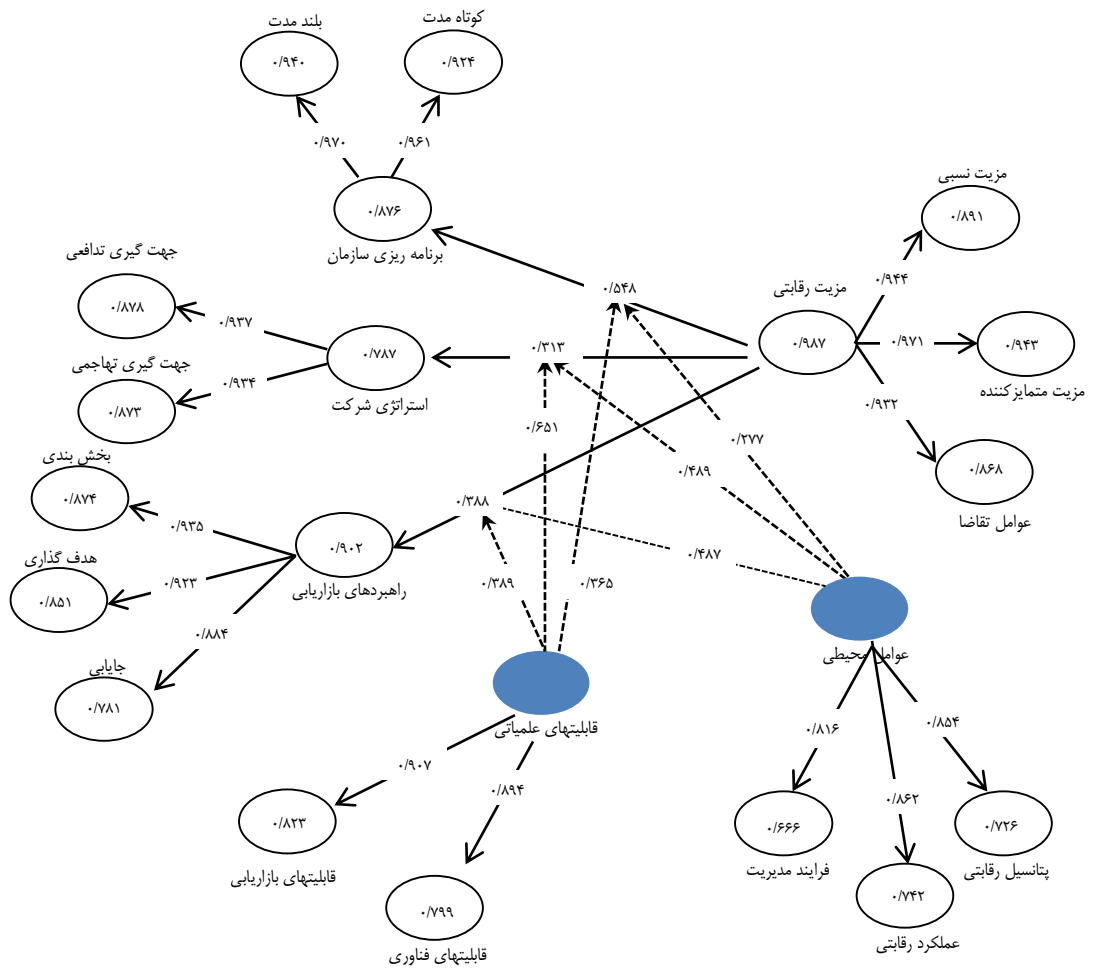 کوتاه مدت
بلند مدت
۰/۹۲۴
۰/۹۴۰
۰/۹۶۱
۰/۹۷۰
مزیت نسبی
۰/۸۷۶
۰/۸۹۱
برنامه ریزی سازمان
جهت گیری تدافعی
۰/۹۴۴
مزیت رقابتی
۰/۵۴۸
۰/۸۷۸
۰/۹۳۷
۰/۹۴۳
۰/۹۷۱
۰/۹۸۷
۰/۳۱۳
۰/۷۸۷
جهت گیری تهاجمی
مزیت متمایزکننده
۰/۹۳۴
استراتژی شرکت
۰/۹۳۲
۰/۸۷۳
۰/۶۵۱
۰/۲۷۷
بخش بندی
۰/۸۶۸
۰/۴۸۹
۰/۸۷۴
۰/۳۸۸
عوامل تقاضا
۰/۹۳۵
۰/۹۰۲
۰/۴۸۷
هدف گذاری
۰/۹۲۳
۰/۳۸۹
۰/۳۶۵
راهبردهای بازاریابی
۰/۸۵۱
۰/۸۸۴
عوامل محیطی
جایابی
۰/۷۸۱
قابلیتهای علمیاتی
۰/۸۱۶
۰/۸۵۴
۰/۹۰۷
۰/۸۹۴
۰/۸۶۲
۰/۸۲۳
۰/۶۶۶
۰/۷۲۶
قابلیتهای بازاریابی
فرایند مدیریت
پتانسیل رقابتی
۰/۷۴۲
۰/۷۹۹
عملکرد رقابتی
قابلیتهای فناوری